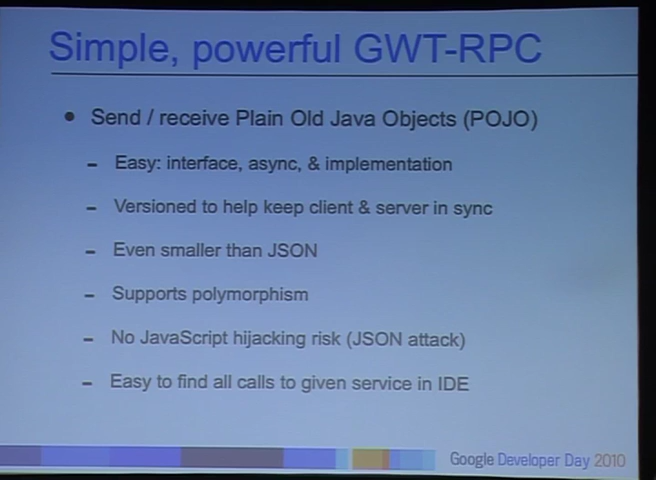 Simple, powerful GWT-RPC
• Send / receive Plain Old Java Objects (POJO)
– Easy: interface, async, & implementation
– Versioned to help keep client & server in sync
– Even smaller than JSON
– Supports polymorphism
– No JavaScript hijacking risk (JSON attack)
– Easy to find all calls to given service in IDE
Google Developer Day 2010